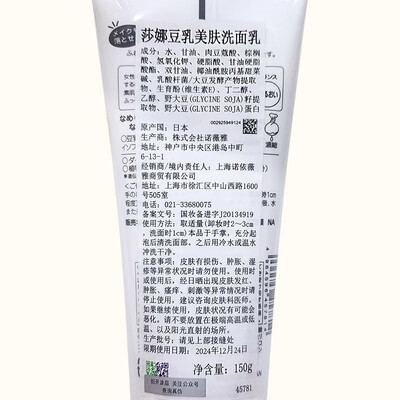 莎娜豆乳美肤洗面乳
成分：水、甘油、肉豆蔻酸、棕榈
酸、氢氧化钾、硬脂酸、甘油硬脂
酸酯、双甘油、椰油酰胺丙基甜菜
碱、乳酸杆菌/大豆发酵产物提取
物、生育酚(维生素E)、丁二醇、
乙醇、野大豆(GLYCINE SOJA)籽提
取物、野大豆(GLYCINE SOJA)蛋白
002925949124
原产国：日本
生产商：株式会社诺薇雅
地址：神户市中央区港岛中町
6-13-1
经销商/境内责任人：上海诺依薇
雅商贸有限公司
地址：上海市徐汇区中山西路1600
号505室
电话：021-33680075
备案文号：国妆备进字J20134919
使用方法：取适量(卸妆时2～3c
m，洗面时1cm)本品于手掌，充分起
泡后清洗面部。之后用冷水或温水
冲洗干净。
注意事项：皮肤有损伤、肿胀、湿
疹等异常状况时请勿使用。使用时
或使用后，经日晒出现皮肤发红、
肿胀、瘙痒、刺激等异常情况时请
停止使用，建议咨询皮肤科医师。
如果继续使用，皮肤状况有可能会
恶化。请不要放置在极端高温或低
温、以及阳光直射的场所。
生产批号：请见上部接缝处
限期使用日期：2024年12月24日
净含量：150g
45781